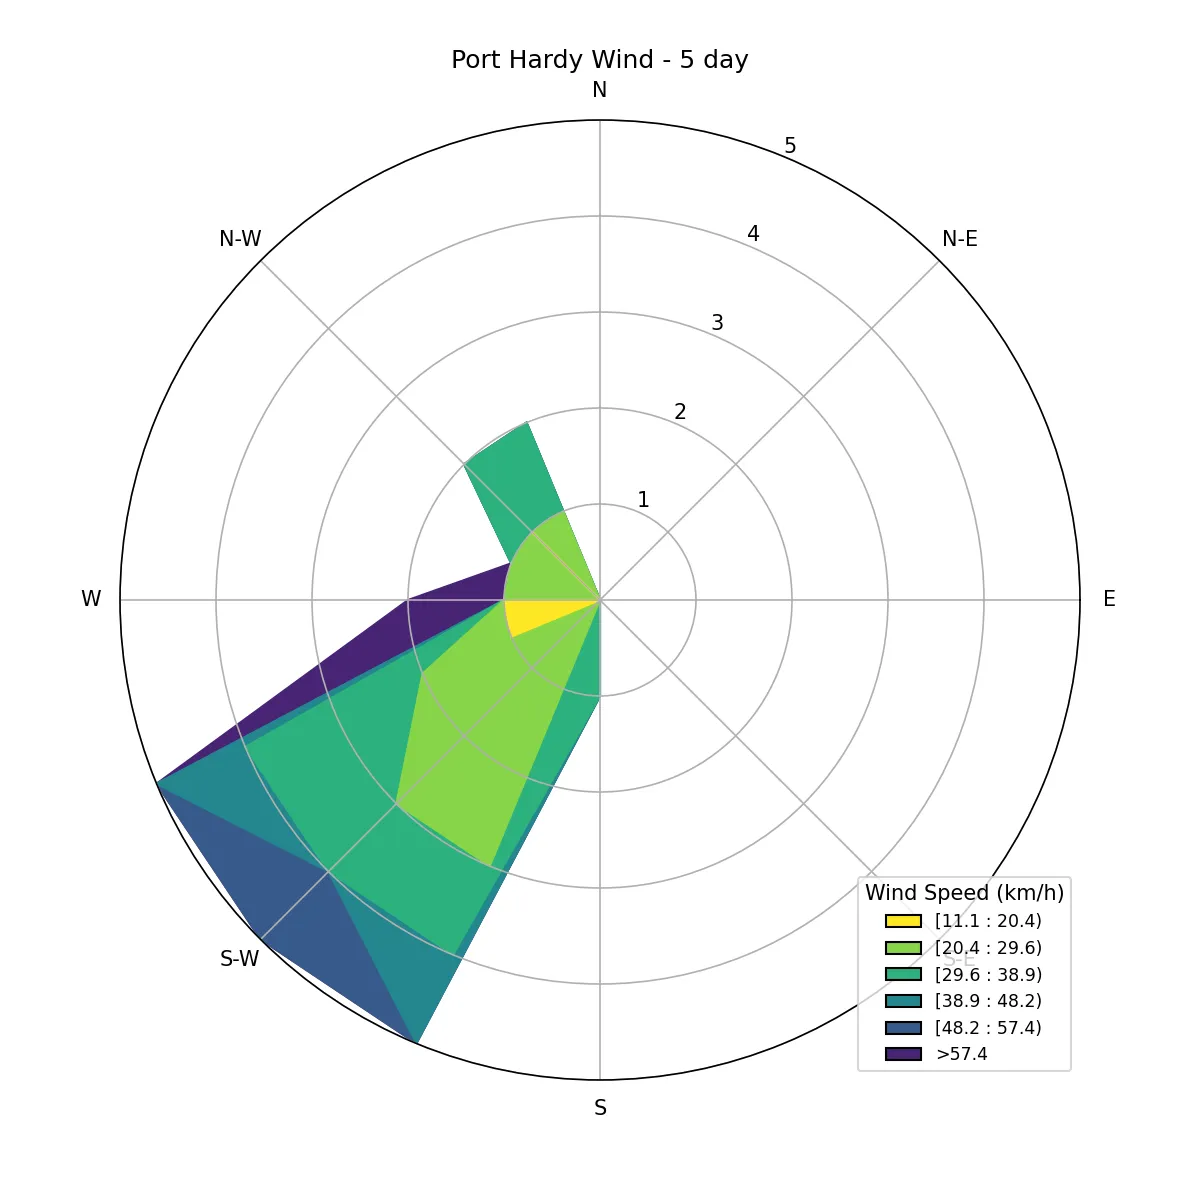 Port Hardy Wind - 5 day
N
5
4
N-W
N-E
3
2
1
W
E
Wind Speed (km/h)
[11.1 : 20.4)
[20.4 : 29.6)
S-W
S-E
[29.6 : 38.9)
[38.9 : 48.2)
[48.2 : 57.4)
>57.4
S